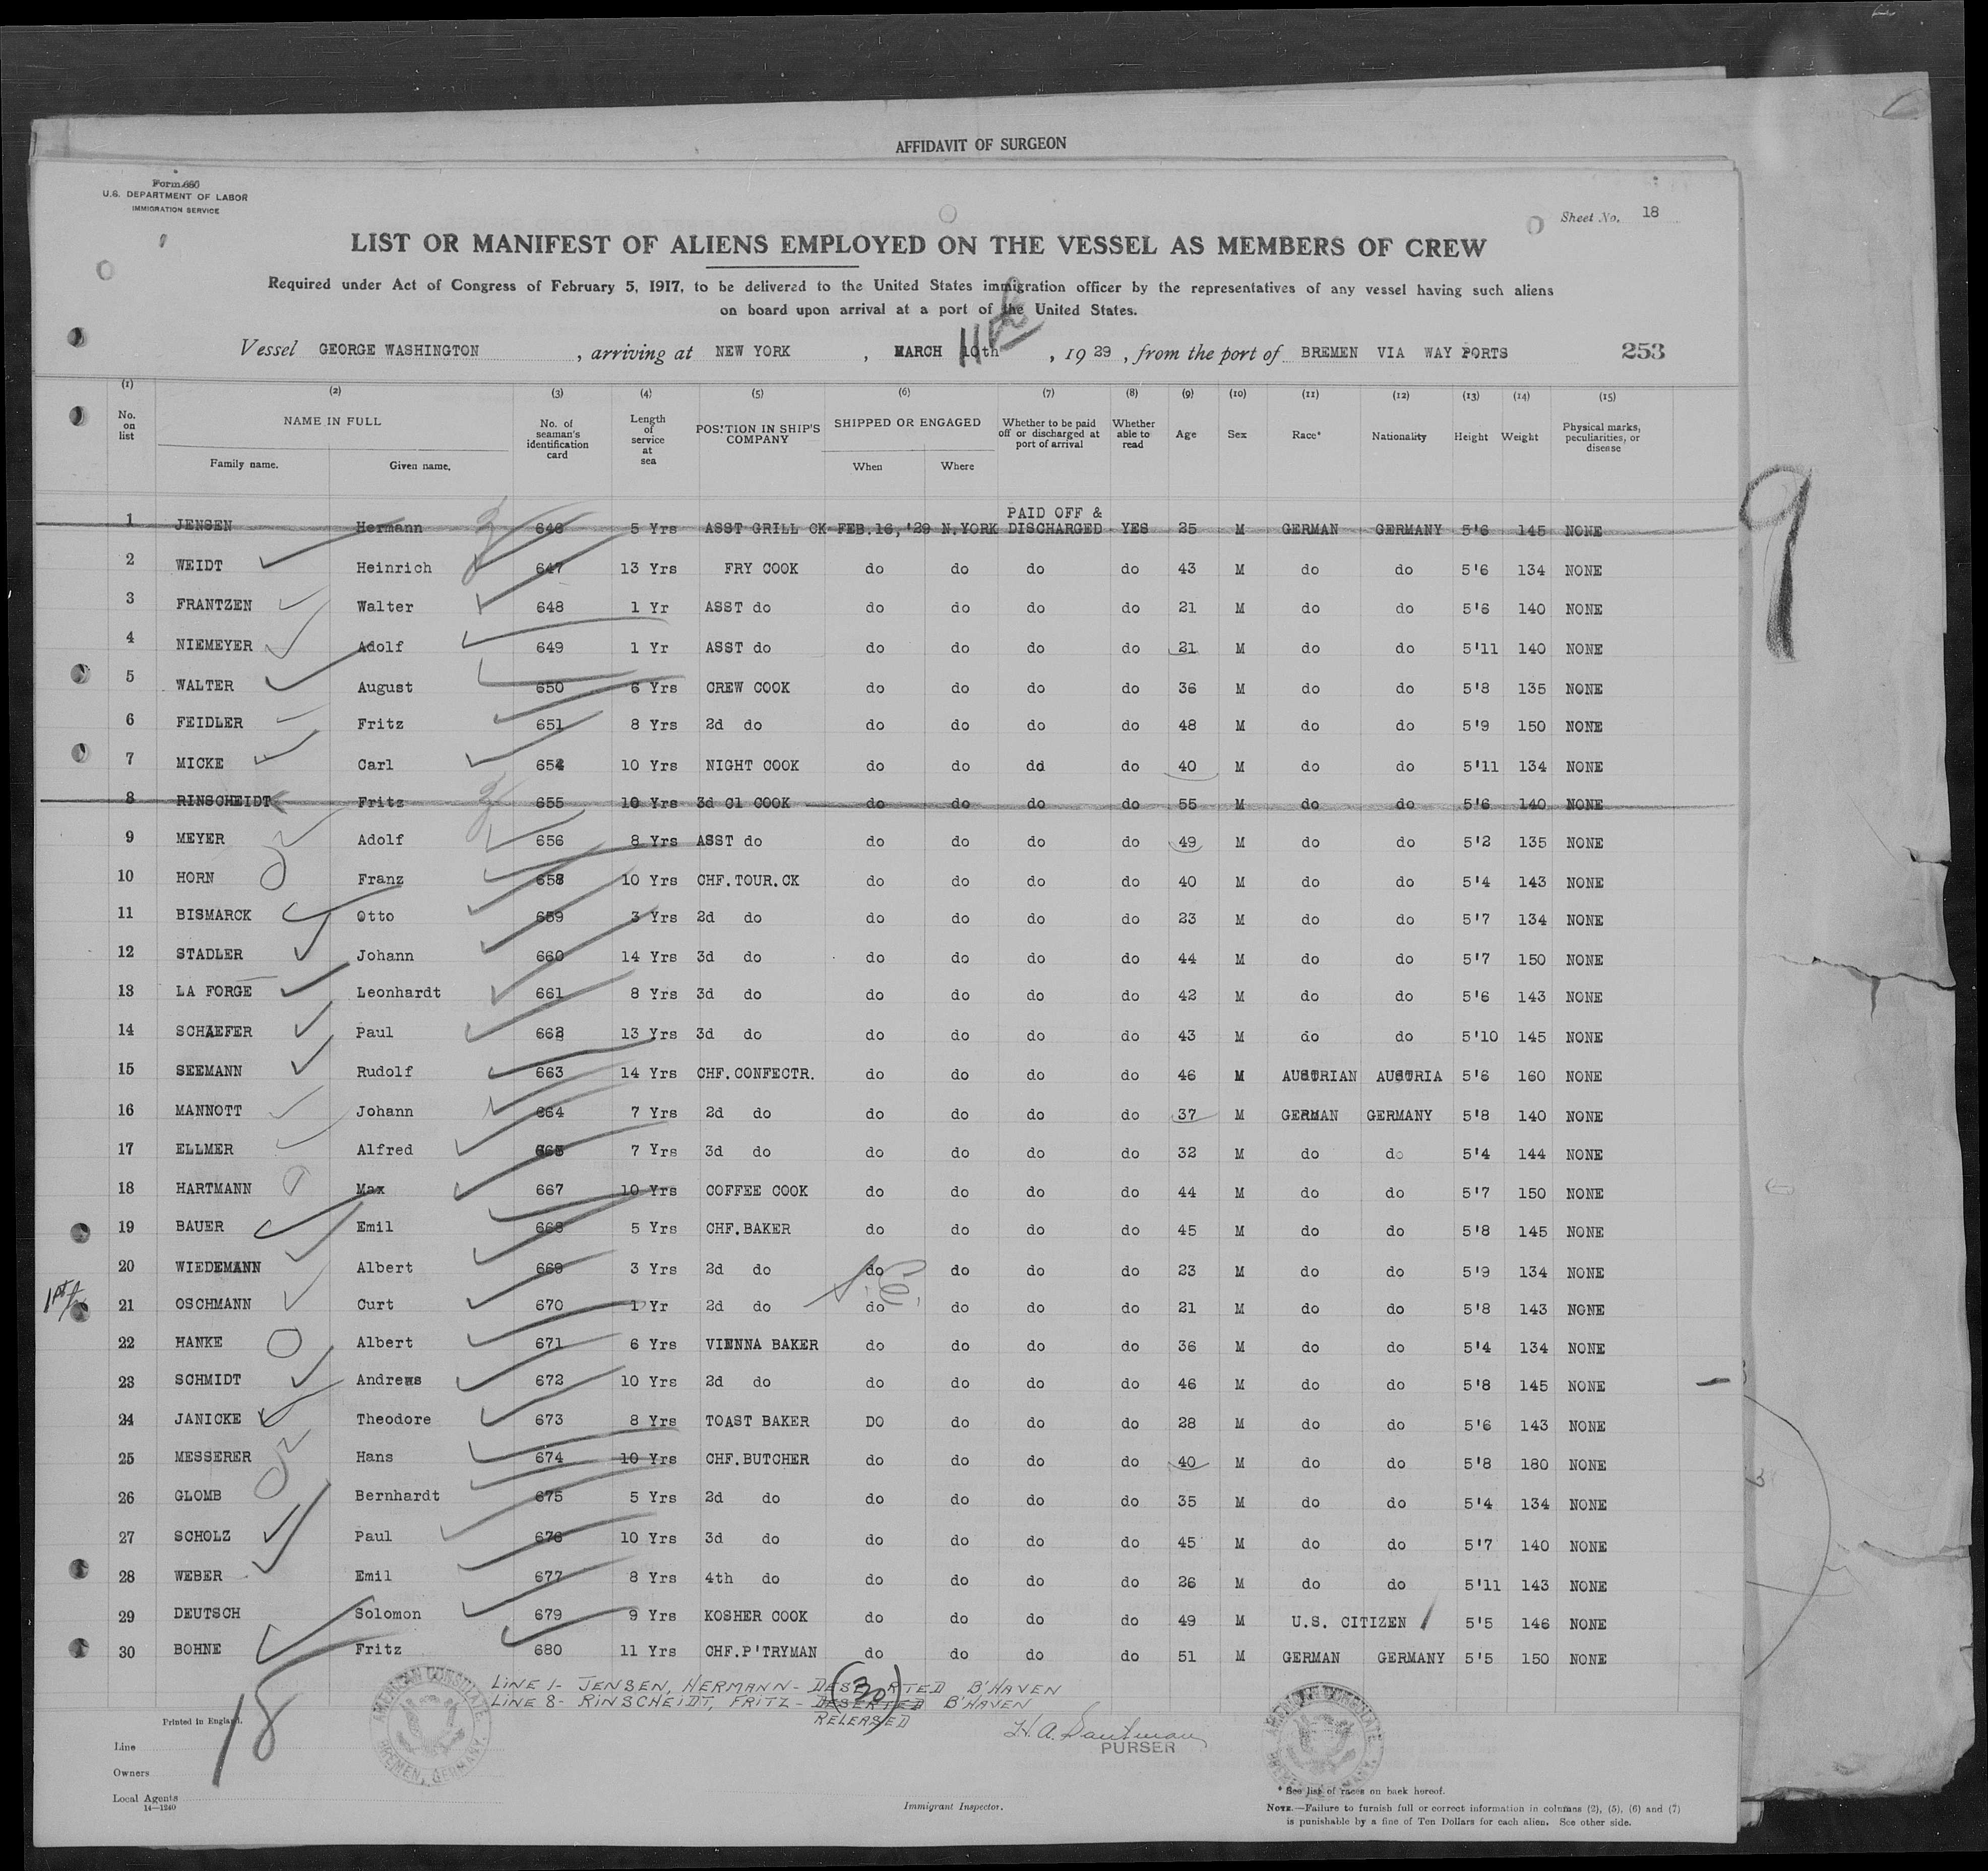 AFFIDAVIT OF SURGEON
Form 680
U.S. DEPARTMENT OF LABOR
IMMIGRATION SERVICE
Sheet No. 18
LIST OR MANIFEST OF ALIENS EMPLOYED ON THE VESSEL AS MEMBERS OF CREW
Required under Act of Congress of February 5, 1917, to be delivered to the United States immigration officer by the representatives of any vessel having such aliens
on board upon arrival at a port of the United States.
Vessel GEORGE WASHINGTON , arriving at NEW YORK , MARCH 10th 11th , 19 29 , from the port of BREMEN VIA WAY PORTS 253
(1) (2) (3) (4) (5) (6) (7) (8) (9) (10) (11) (12) (13) (14) (15)
No. on list NAME IN FULL Family name. Given name. No. of seaman's identification card Length of service at sea POSITION IN SHIP'S COMPANY SHIPPED OR ENGAGED When Where Whether to be paid off or discharged at port of arrival Whether able to read Age Sex Race* Nationality Height Weight Physical marks, peculiarities, or disease
1 JENSEN Hermann 646 5 Yrs ASST GRILL CK FEB.16,'29 N.YORK PAID OFF & DISCHARGED YES 25 M GERMAN GERMANY 5'6 145 NONE
2 WEIDT Heinrich 647 13 Yrs FRY COOK do do do do 43 M do do 5'6 134 NONE
3 FRANTZEN Walter 648 1 Yr ASST do do do do do 21 M do do 5'6 140 NONE
4 NIEMEYER Adolf 649 1 Yr ASST do do do do do 21 M do do 5'11 140 NONE
5 WALTER August 650 6 Yrs CREW COOK do do do do 36 M do do 5'8 135 NONE
6 FEIDLER Fritz 651 8 Yrs 2d do do do do do 48 M do do 5'9 150 NONE
7 MICKE Carl 654 10 Yrs NIGHT COOK do do do do 40 M do do 5'11 134 NONE
8 RINSCHEIDT Fritz 655 10 Yrs 3d Cl COOK do do do do 55 M do do 5'6 140 NONE
9 MEYER Adolf 656 8 Yrs ASST do do do do do 49 M do do 5'2 135 NONE
10 HORN Franz 658 10 Yrs CHF.TOUR.CK do do do do 40 M do do 5'4 143 NONE
11 BISMARCK Otto 659 3 Yrs 2d do do do do do 23 M do do 5'7 134 NONE
12 STADLER Johann 660 14 Yrs 3d do do do do do 44 M do do 5'7 150 NONE
13 LA FORGE Leonhardt 661 8 Yrs 3d do do do do do 42 M do do 5'6 143 NONE
14 SCHAEFER Paul 662 13 Yrs 3d do do do do do 43 M do do 5'10 145 NONE
15 SEEMANN Rudolf 663 14 Yrs CHF.CONFECTR. do do do do 46 M AUSTRIAN AUSTRIA 5'6 160 NONE
16 MANNOTT Johann 664 7 Yrs 2d do do do do do 37 M GERMAN GERMANY 5'8 140 NONE
17 ELLMER Alfred 665 7 Yrs 3d do do do do do 32 M do do 5'4 144 NONE
18 HARTMANN Max 667 10 Yrs COFFEE COOK do do do do 44 M do do 5'7 150 NONE
19 BAUER Emil 668 5 Yrs CHF.BAKER do do do do 45 M do do 5'8 145 NONE
20 WIEDEMANN Albert 669 3 Yrs 2d do do do do do 23 M do do 5'9 134 NONE
21 OSCHMANN Curt 670 1 Yr 2d do do do do do 21 M do do 5'8 143 NONE
22 HANKE Albert 671 6 Yrs VIENNA BAKER do do do do 36 M do do 5'4 134 NONE
23 SCHMIDT Andreas 672 10 Yrs 2d do do do do do 46 M do do 5'8 145 NONE
24 JANICKE Theodore 673 8 Yrs TOAST BAKER DO do do do 28 M do do 5'6 143 NONE
25 MESSERER Hans 674 10 Yrs CHF.BUTCHER do do do do 40 M do do 5'8 180 NONE
26 GLOMB Bernhardt 675 5 Yrs 2d do do do do do 35 M do do 5'4 134 NONE
27 SCHOLZ Paul 676 10 Yrs 3d do do do do do 45 M do do 5'7 140 NONE
28 WEBER Emil 677 8 Yrs 4th do do do do do 26 M do do 5'11 143 NONE
29 DEUTSCH Solomon 679 9 Yrs KOSHER COOK do do do do 49 M U.S. CITIZEN 5'5 146 NONE
30 BOHNE Fritz 680 11 Yrs CHF.P'TRYMAN do do do do 51 M GERMAN GERMANY 5'5 150 NONE
LINE 1- JENSEN, HERMANN- DESERTED B'HAVEN
LINE 8- RINSCHEIDT, FRITZ- DESERTED B'HAVEN
RELEASED
(30)
18
9
AMERICAN CONSULATE BREMEN, GERMANY.
PURSER
AMERICAN CONSULATE BREMEN, GERMANY
Printed in England.
Line
Owners
Local Agents
14—1240
Immigrant Inspector.
* See list of races on back hereof.
NOTE.—Failure to furnish full or correct information in columns (2), (5), (6) and (7)
is punishable by a fine of Ten Dollars for each alien. See other side.